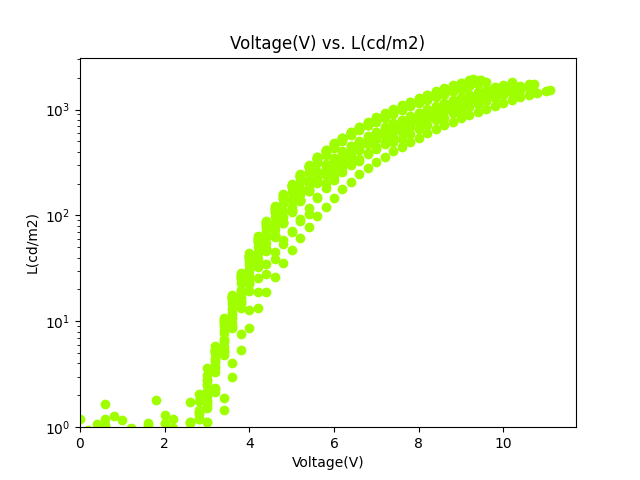 Voltage(V) vs. L(cd/m2)
L(cd/m2)
10³
10²
10¹
10⁰
0 2 4 6 8 10
Voltage(V)